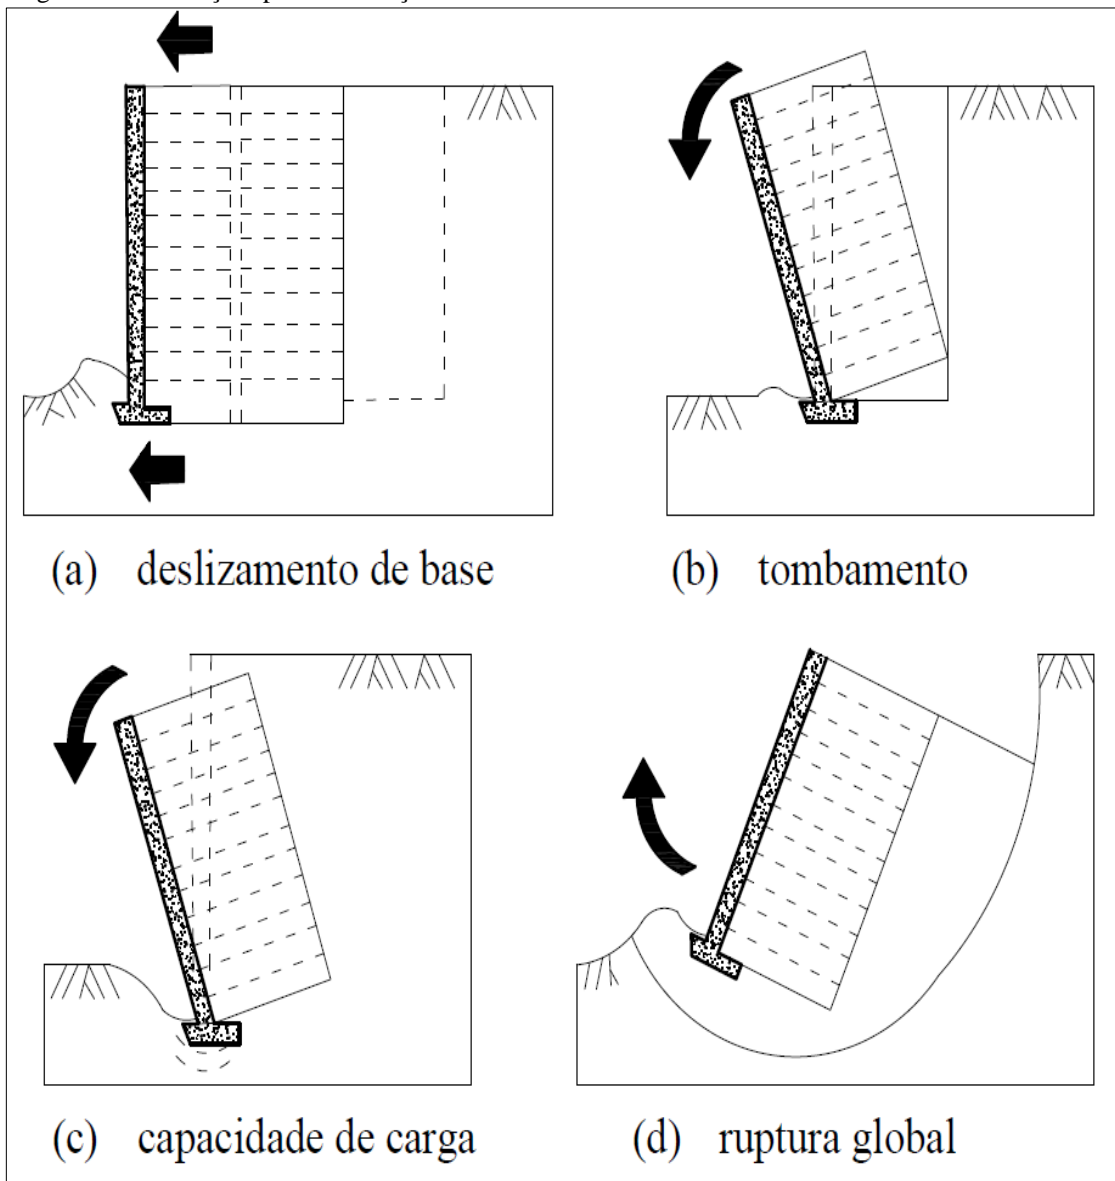 (a) deslizamento de base
(b) tombamento
(c) capacidade de carga
(d) ruptura global